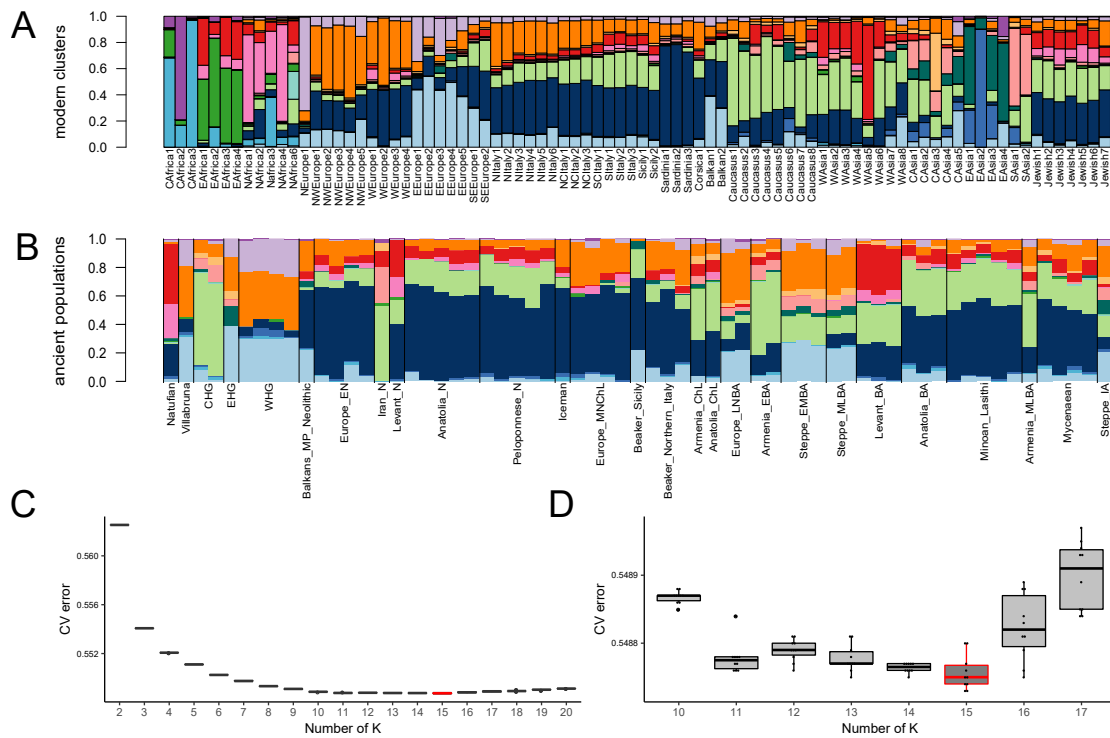 A
modern clusters
1.0
0.8
0.6
0.4
0.2
0.0
CAfrica1
CAfrica2
CAfrica3
EAfrica1
EAfrica2
EAfrica3
EAfrica4
NAfrica1
NAfrica2
Nafrica3
NAfrica4
NAfrica6
NEurope1
NWEurope1
NWEurope2
NWEurope3
NWEurope4
NWEurope5
WEurope1
WEurope2
WEurope3
WEurope4
EEurope1
EEurope2
EEurope3
EEurope4
EEurope5
SEEurope1
SEEurope2
NItaly1
NItaly2
NItaly3
NItaly4
NItaly5
NItaly6
NCItaly1
NCItaly2
SCItaly1
SItaly1
SItaly2
SItaly3
Sicily1
Sicily2
Sardinia1
Sardinia2
Sardinia3
Corsica1
Balkan1
Balkan2
Caucasus1
Caucasus2
Caucasus3
Caucasus4
Caucasus5
Caucasus6
Caucasus7
Caucasus8
WAsia1
WAsia2
WAsia3
WAsia4
WAsia5
WAsia6
WAsia7
WAsia8
CAsia1
CAsia2
CAsia3
CAsia4
CAsia5
EAsia1
EAsia2
EAsia3
EAsia4
SAsia1
SAsia2
Jewish1
Jewish2
Jewish3
Jewish4
Jewish5
Jewish6
Jewish7
B
ancient populations
1.0
0.8
0.6
0.4
0.2
0.0
Natufian
Villabruna
CHG
EHG
WHG
Balkans_MP_Neolithic
Europe_EN
Iran_N
Levant_N
Anatolia_N
Peloponnese_N
Iceman
Europe_MNChL
Beaker_Sicily
Beaker_Northern_Italy
Armenia_ChL
Anatolia_ChL
Europe_LNBA
Armenia_EBA
Steppe_EMBA
Steppe_MLBA
Levant_BA
Anatolia_BA
Minoan_Lasithi
Armenia_MLBA
Mycenaean
Steppe_IA
C
CV error
0.560
0.556
0.552
2 3 4 5 6 7 8 9 10 11 12 13 14 15 16 17 18 19 20
Number of K
D
CV error
0.5489
0.5488
10 11 12 13 14 15 16 17
Number of K